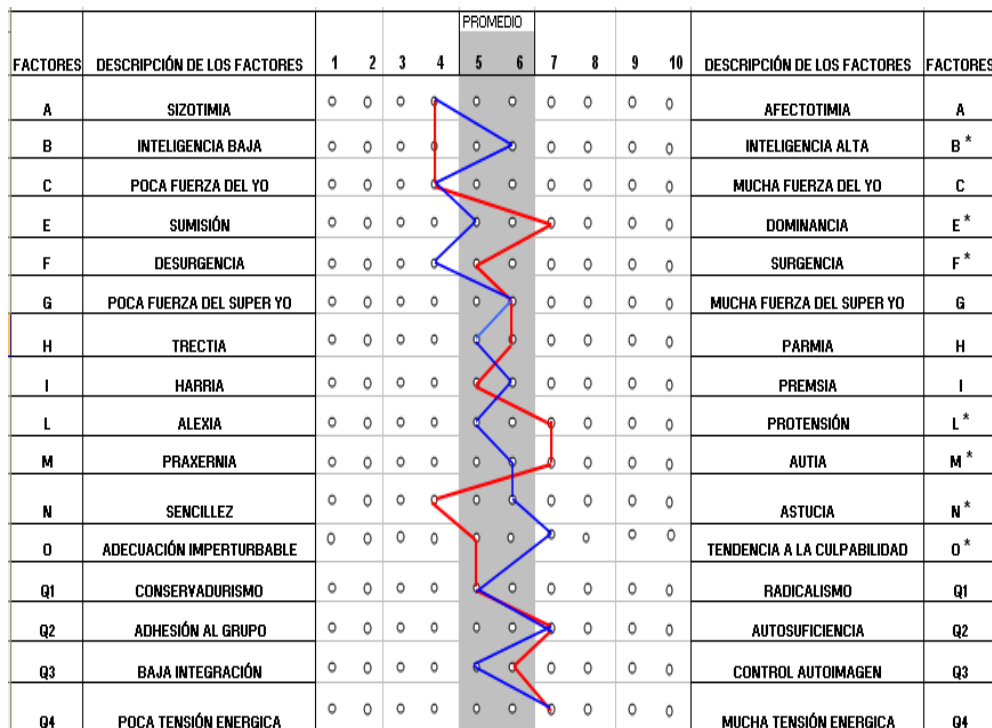 PROMEDIO
FACTORES DESCRIPCIÓN DE LOS FACTORES 1 2 3 4 5 6 7 8 9 10 DESCRIPCIÓN DE LOS FACTORES FACTORES
A SIZOTIMIA AFECTOTIMIA A
B INTELIGENCIA BAJA INTELIGENCIA ALTA B *
C POCA FUERZA DEL YO MUCHA FUERZA DEL YO C
E SUMISIÓN DOMINANCIA E *
F DESURGENCIA SURGENCIA F *
G POCA FUERZA DEL SUPER YO MUCHA FUERZA DEL SUPER YO G
H TRECTIA PARMIA H
I HARRIA PREMSIA I
L ALEXIA PROTENSIÓN L *
M PRAXERNIA AUTIA M *
N SENCILLEZ ASTUCIA N *
O ADECUACIÓN IMPERTURBABLE TENDENCIA A LA CULPABILIDAD O *
Q1 CONSERVADURISMO RADICALISMO Q1
Q2 ADHESIÓN AL GRUPO AUTOSUFICIENCIA Q2
Q3 BAJA INTEGRACIÓN CONTROL AUTOIMAGEN Q3
Q4 POCA TENSIÓN ENERGICA MUCHA TENSIÓN ENERGICA Q4